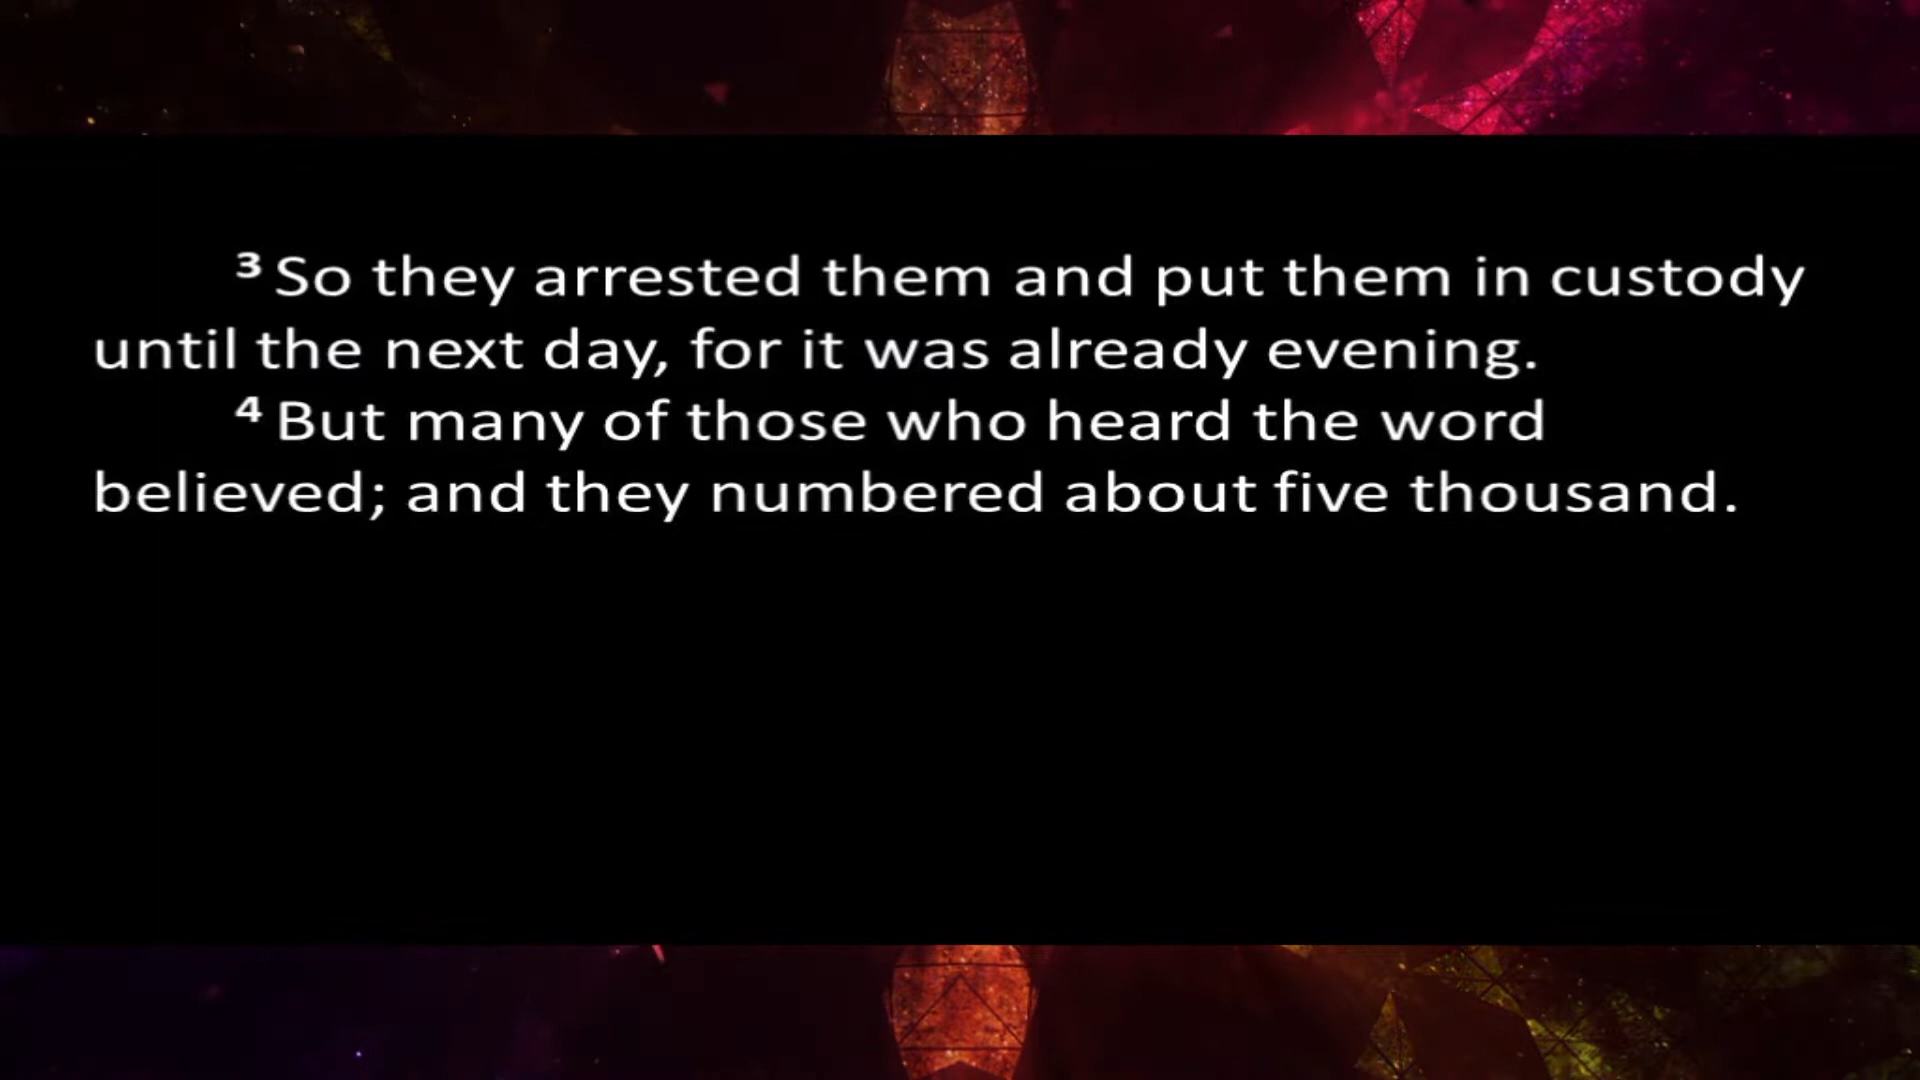 ³ So they arrested them and put them in custody
until the next day, for it was already evening.
⁴ But many of those who heard the word
believed; and they numbered about five thousand.